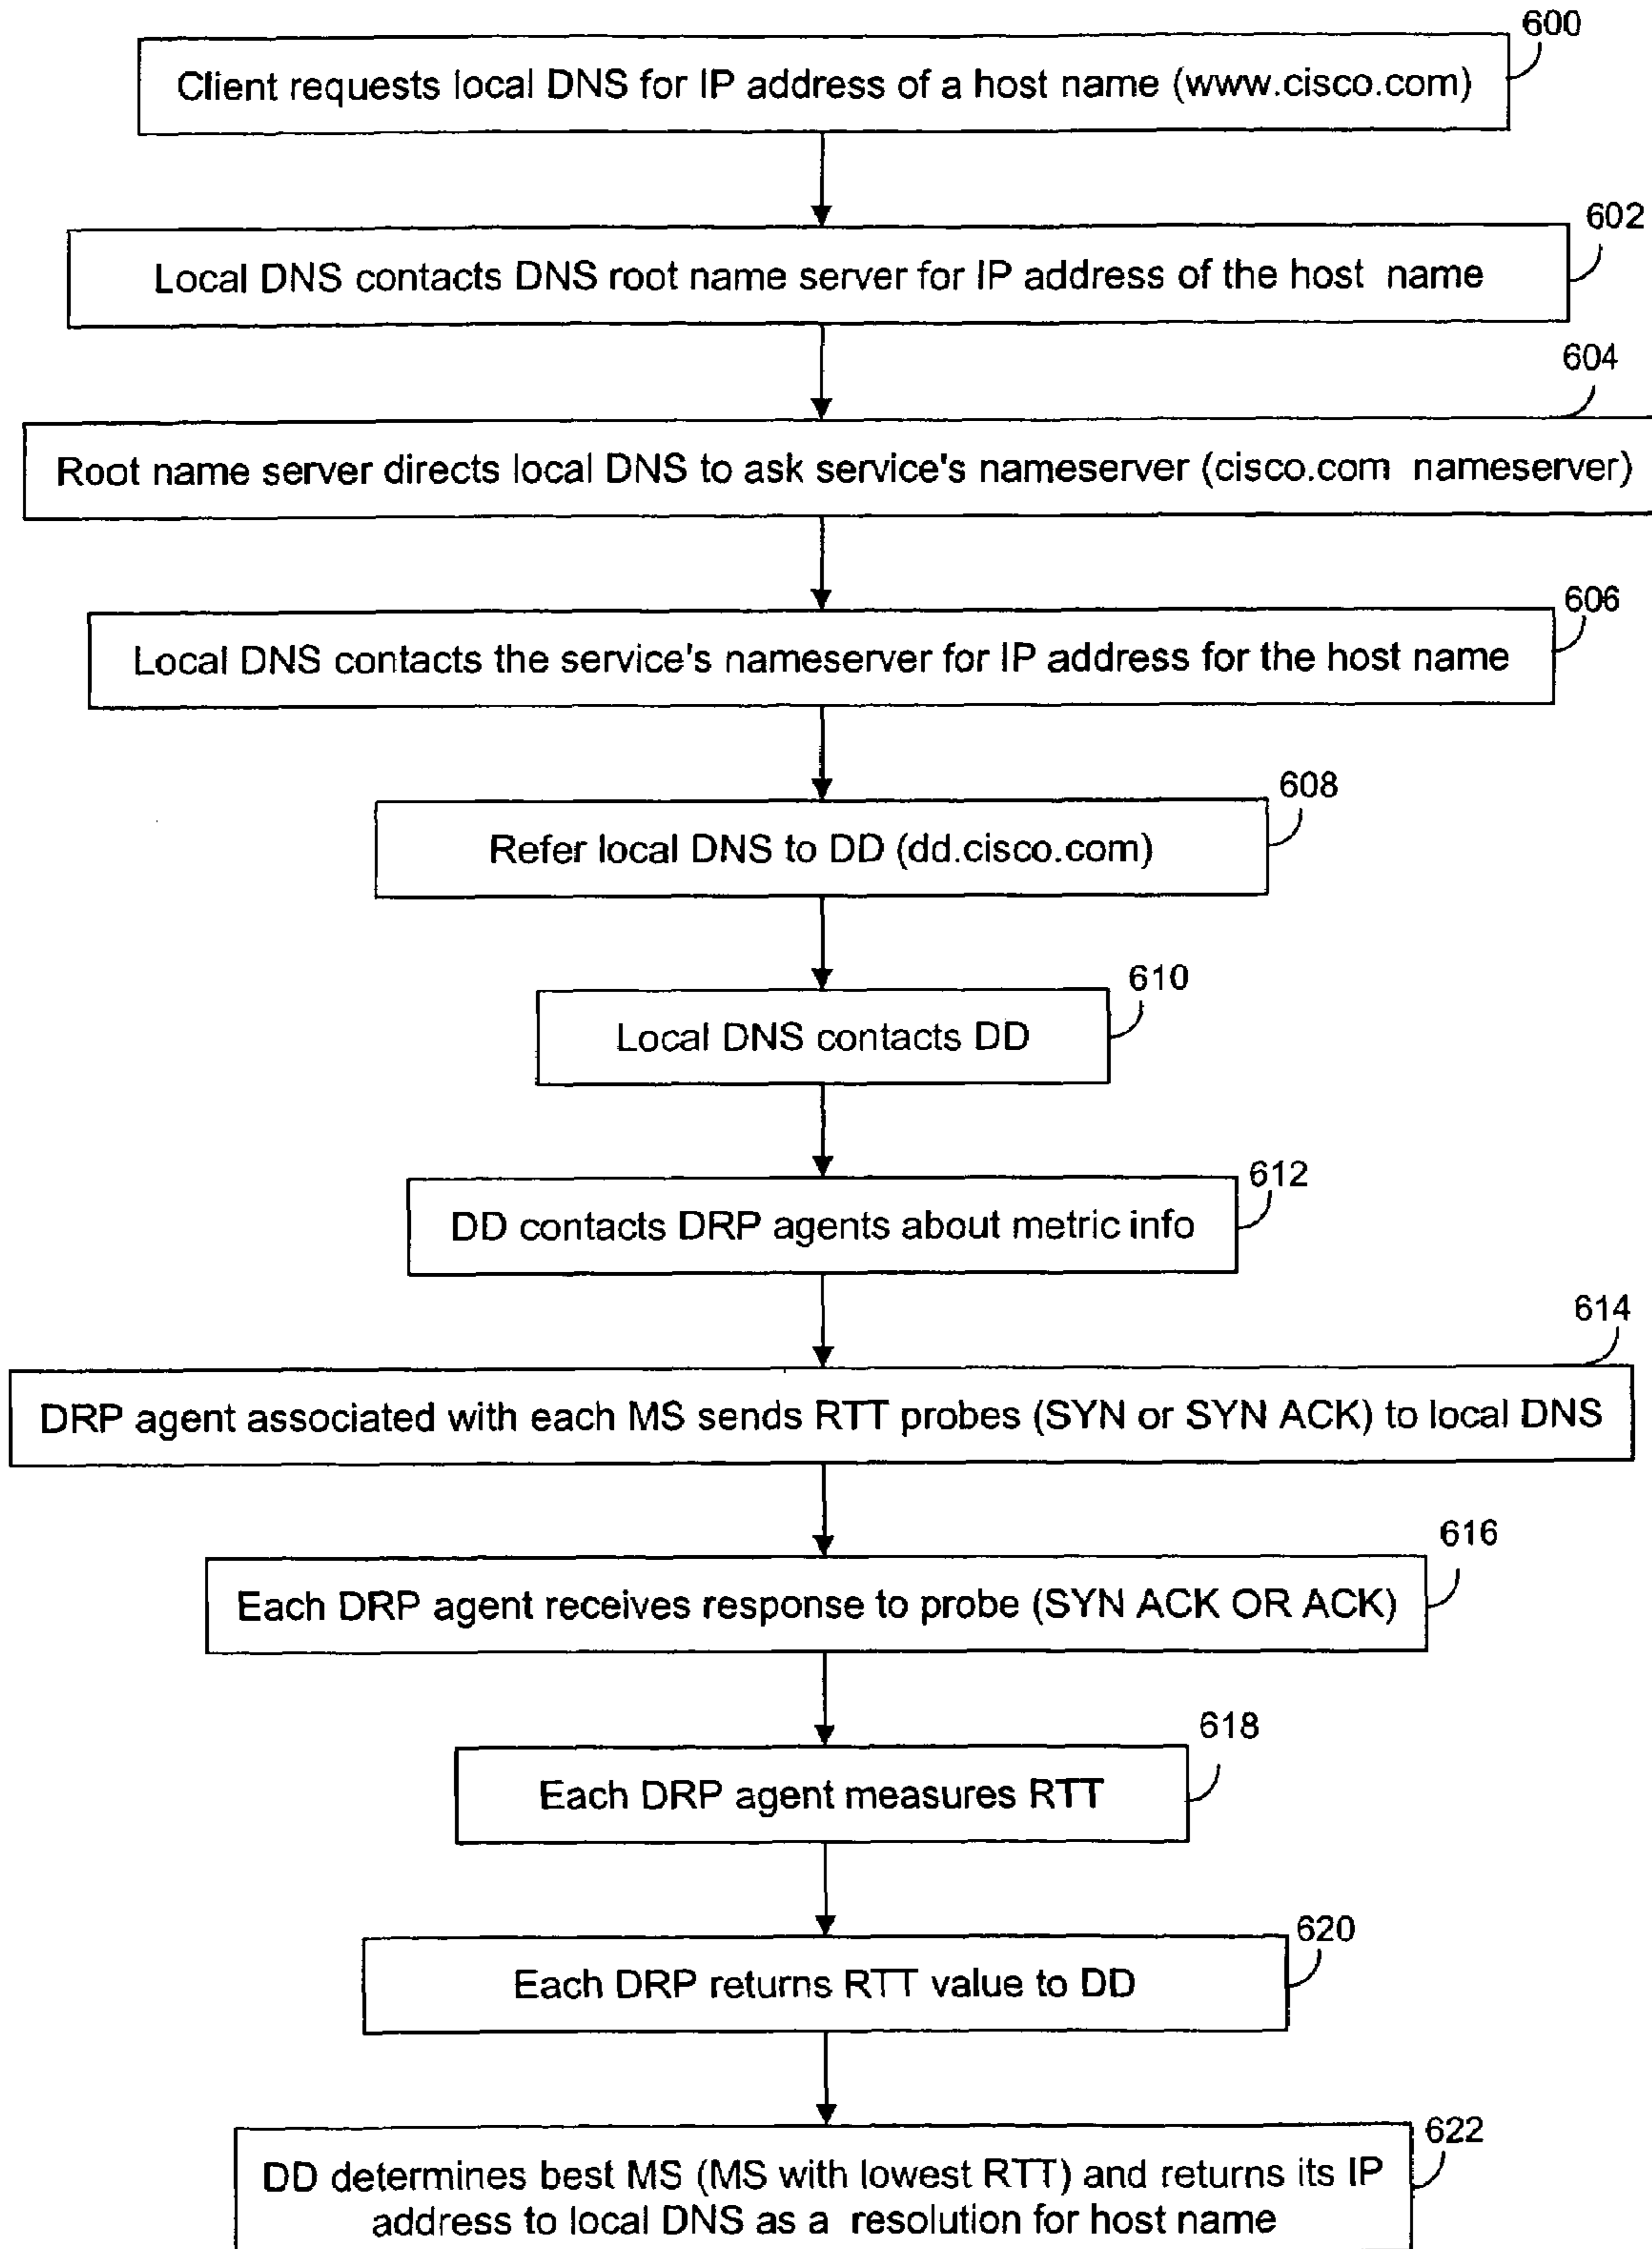 600
Client requests local DNS for IP address of a host name (www.cisco.com)
602
Local DNS contacts DNS root name server for IP address of the host name
604
Root name server directs local DNS to ask service's nameserver (cisco.com nameserver)
606
Local DNS contacts the service's nameserver for IP address for the host name
608
Refer local DNS to DD (dd.cisco.com)
610
Local DNS contacts DD
612
DD contacts DRP agents about metric info
614
DRP agent associated with each MS sends RTT probes (SYN or SYN ACK) to local DNS
616
Each DRP agent receives response to probe (SYN ACK OR ACK)
618
Each DRP agent measures RTT
620
Each DRP returns RTT value to DD
622
DD determines best MS (MS with lowest RTT) and returns its IP
address to local DNS as a resolution for host name